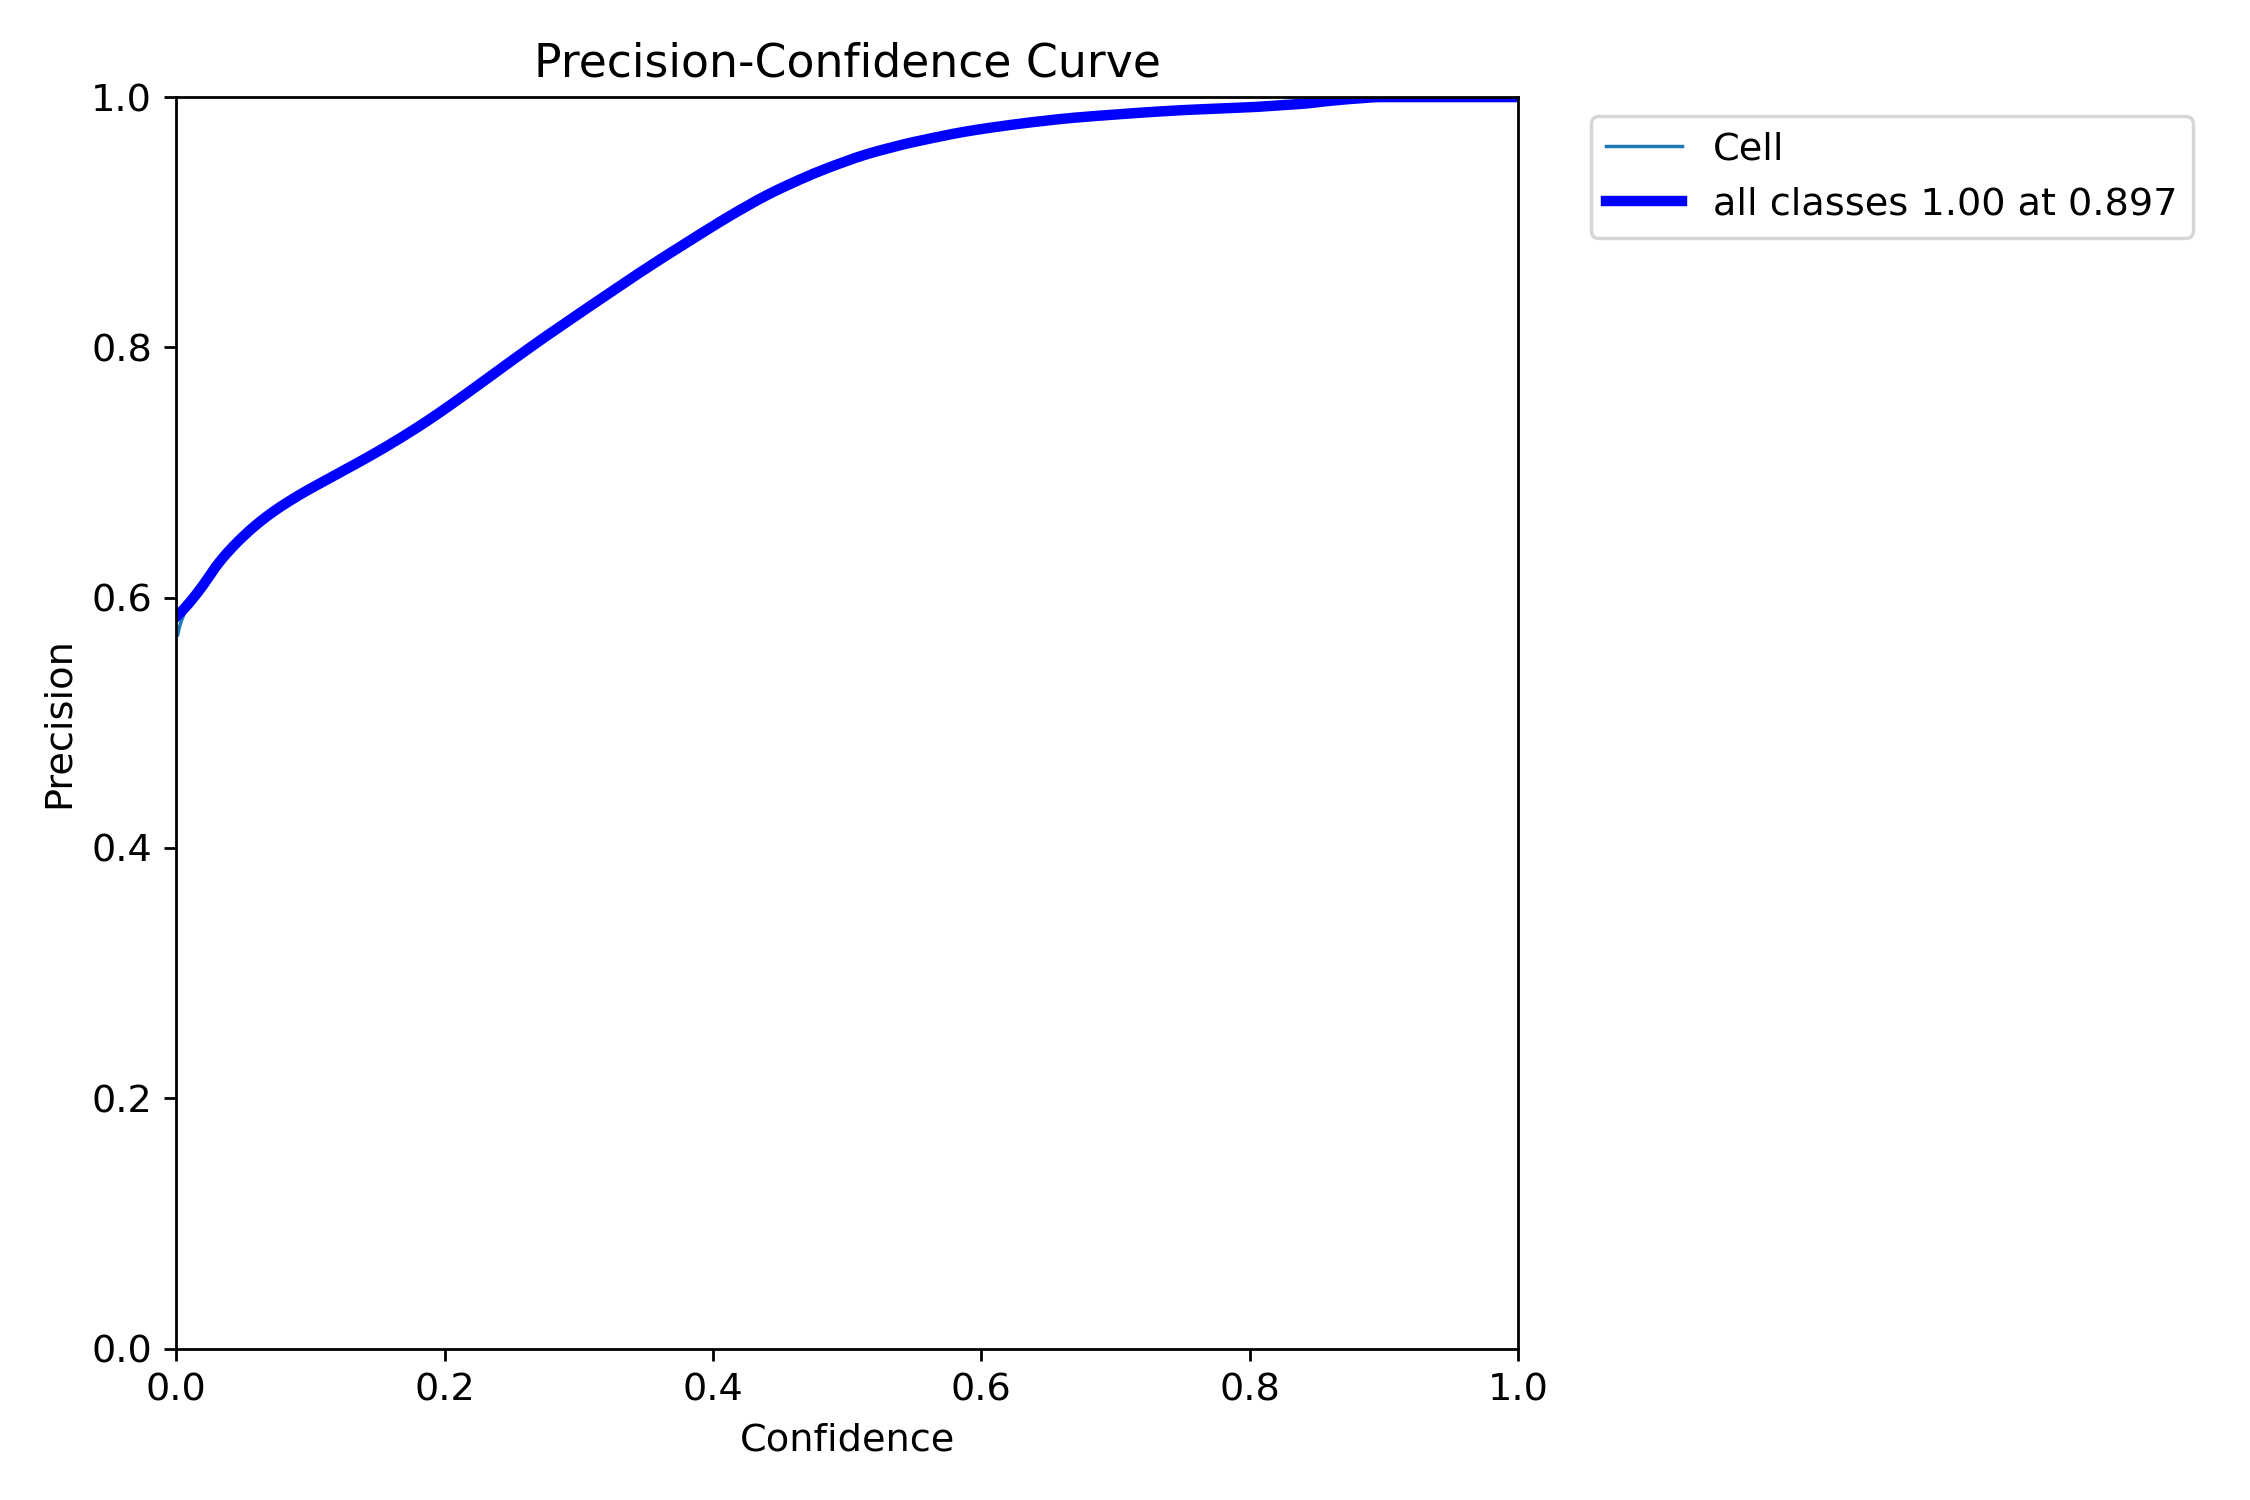 Precision-Confidence Curve
1.0
0.8
0.6
0.4
0.2
0.0
Precision
0.0 0.2 0.4 0.6 0.8 1.0
Confidence
Cell
all classes 1.00 at 0.897